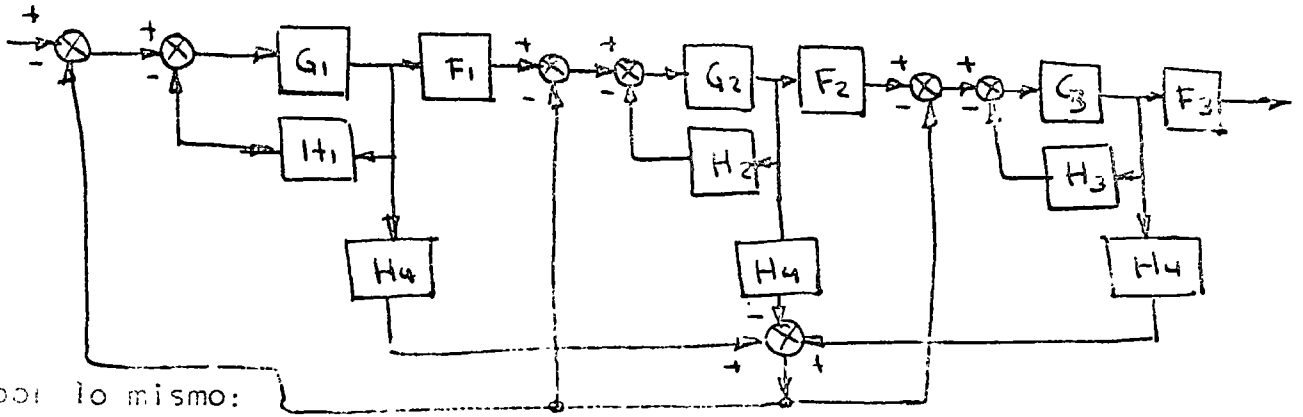 + - + - G1 F1 + - + - G2 F2 + - + - G3 F3
H1 H2 H3
H4 H4 H4
- + +
lo mismo: